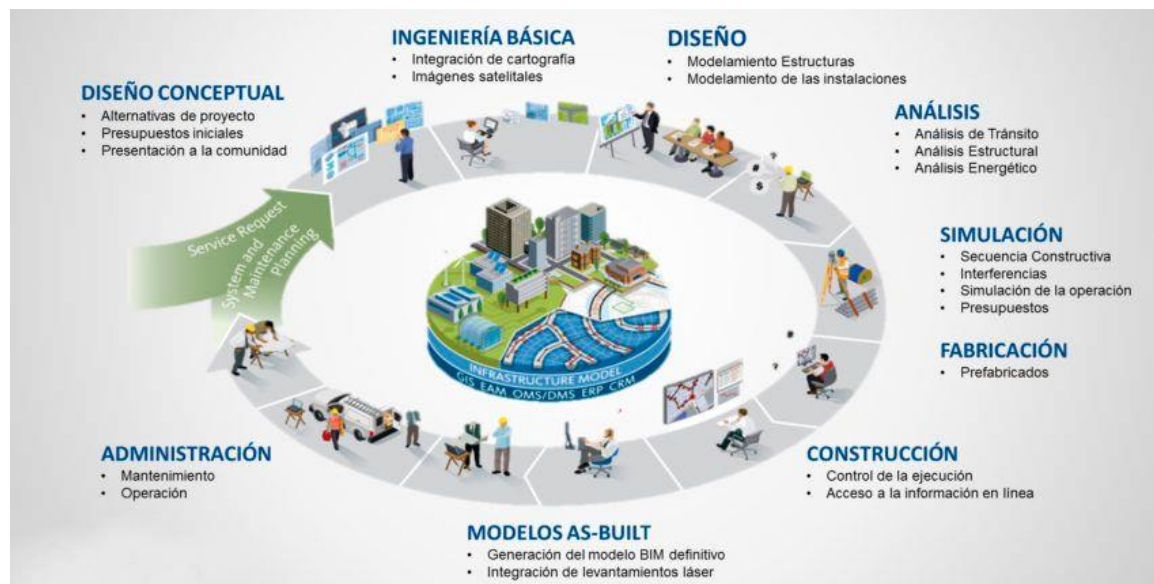 INGENIERÍA BÁSICA
• Integración de cartografía
• Imágenes satelitales
DISEÑO
• Modelamiento Estructuras
• Modelamiento de las instalaciones
DISEÑO CONCEPTUAL
• Alternativas de proyecto
• Presupuestos iniciales
• Presentación a la comunidad
ANÁLISIS
• Análisis de Tránsito
• Análisis Estructural
• Análisis Energético
Service Request
System and
Maintenance
Planning
SIMULACIÓN
• Secuencia Constructiva
• Interferencias
• Simulación de la operación
• Presupuestos
FABRICACIÓN
• Prefabricados
INFRASTRUCTURE MODEL
GIS EAM OMS/DMS ERP CRM
ADMINISTRACIÓN
• Mantenimiento
• Operación
CONSTRUCCIÓN
• Control de la ejecución
• Acceso a la información en línea
MODELOS AS-BUILT
• Generación del modelo BIM definitivo
• Integración de levantamientos láser